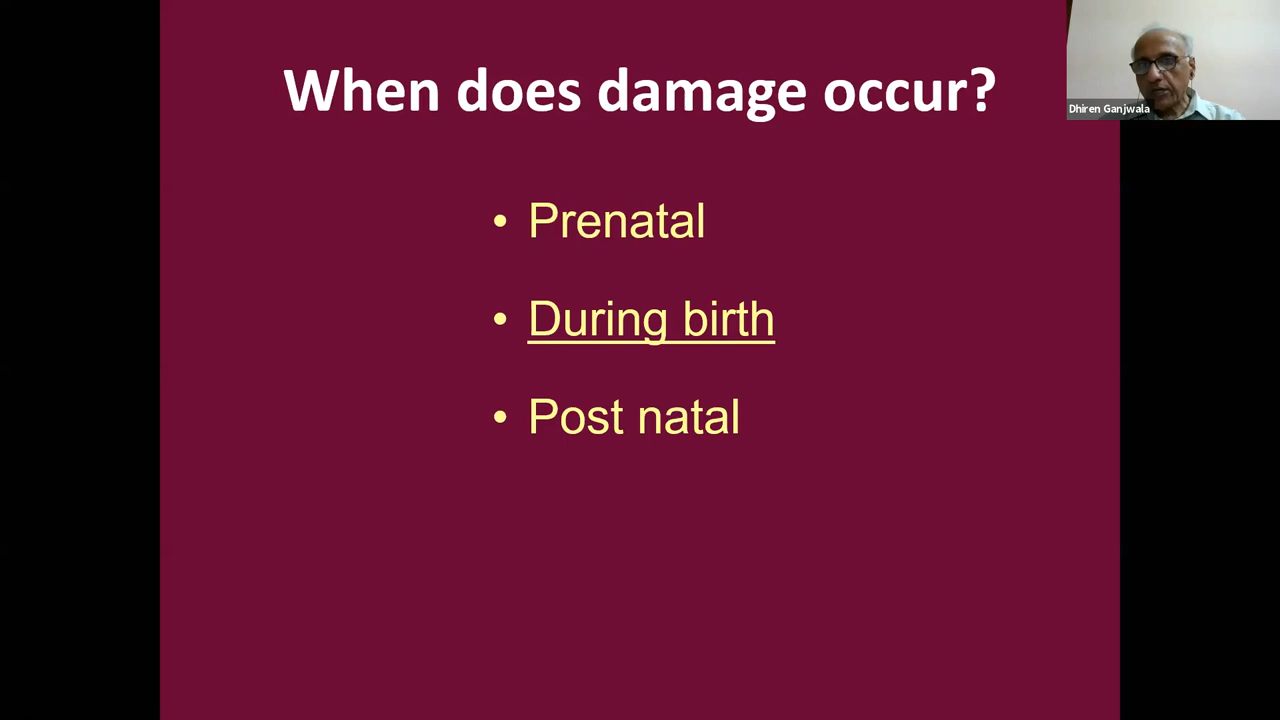 When does damage occur?
Dhiren Ganjwala
• Prenatal
• During birth
• Post natal